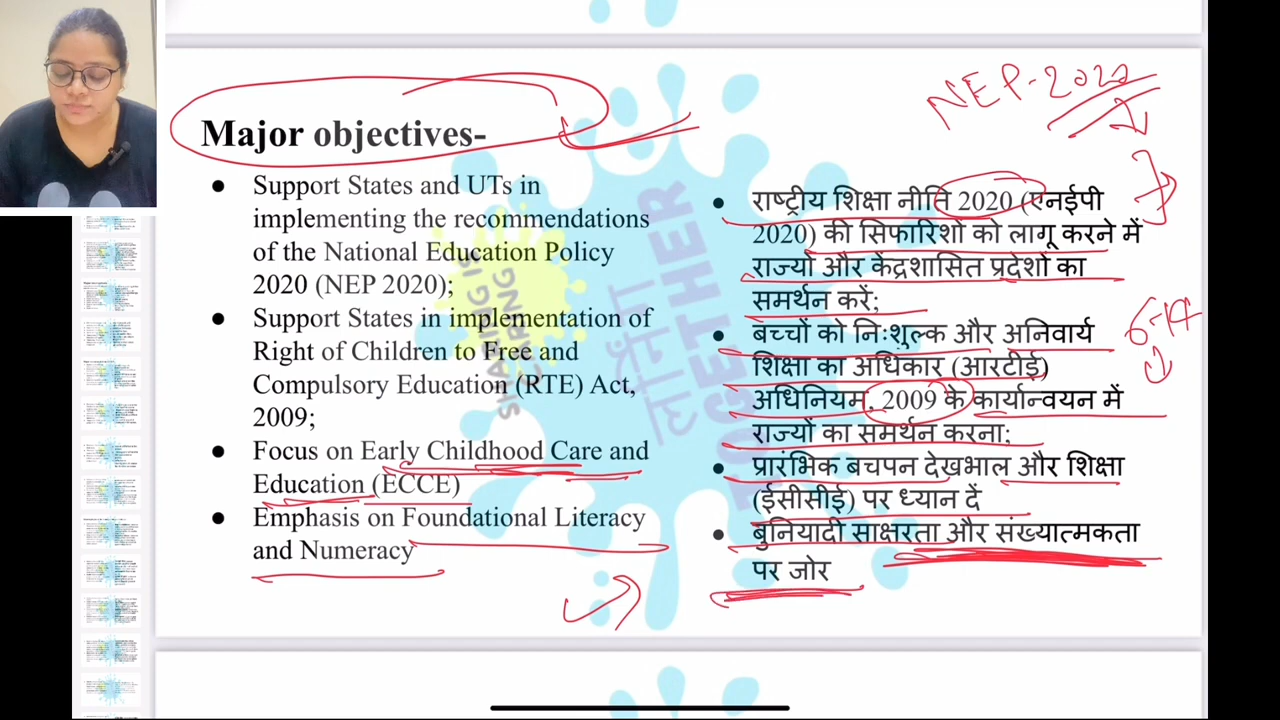 NEP-2020
Major objectives-
● Support States and UTs in
implementing the recommendations
of the National Education Policy
2020 (NEP 2020);
● Support States in implementation of
Right of Children to Free and
Compulsory Education (RTE) Act,
2009;
● Focus on Early Childhood Care and
Education (ECCE)
● Emphasis on Foundational Literacy
and Numeracy
● राष्ट्रीय शिक्षा नीति 2020 (एनईपी
2020) की सिफारिशों को लागू करने में
राज्यों और केंद्रशासित प्रदेशों का
समर्थन करें;
● बच्चों को निःशुल्क और अनिवार्य
शिक्षा का अधिकार (आरटीई)
अधिनियम, 2009 के कार्यान्वयन में
राज्यों का समर्थन करना;
● प्रारंभिक बचपन देखभाल और शिक्षा
(ईसीसीई) पर ध्यान दें
● बुनियादी साक्षरता और संख्यात्मकता
पर जोर
6-14